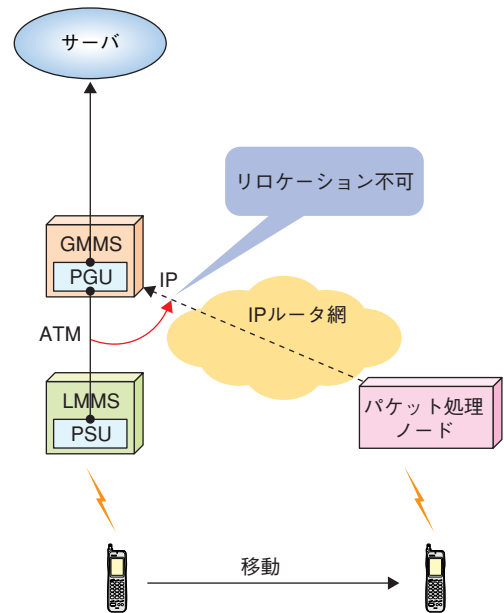 サーバ
リロケーション不可
GMMS
PGU
IP
IPルータ網
ATM
LMMS
PSU
パケット処理
ノード
移動